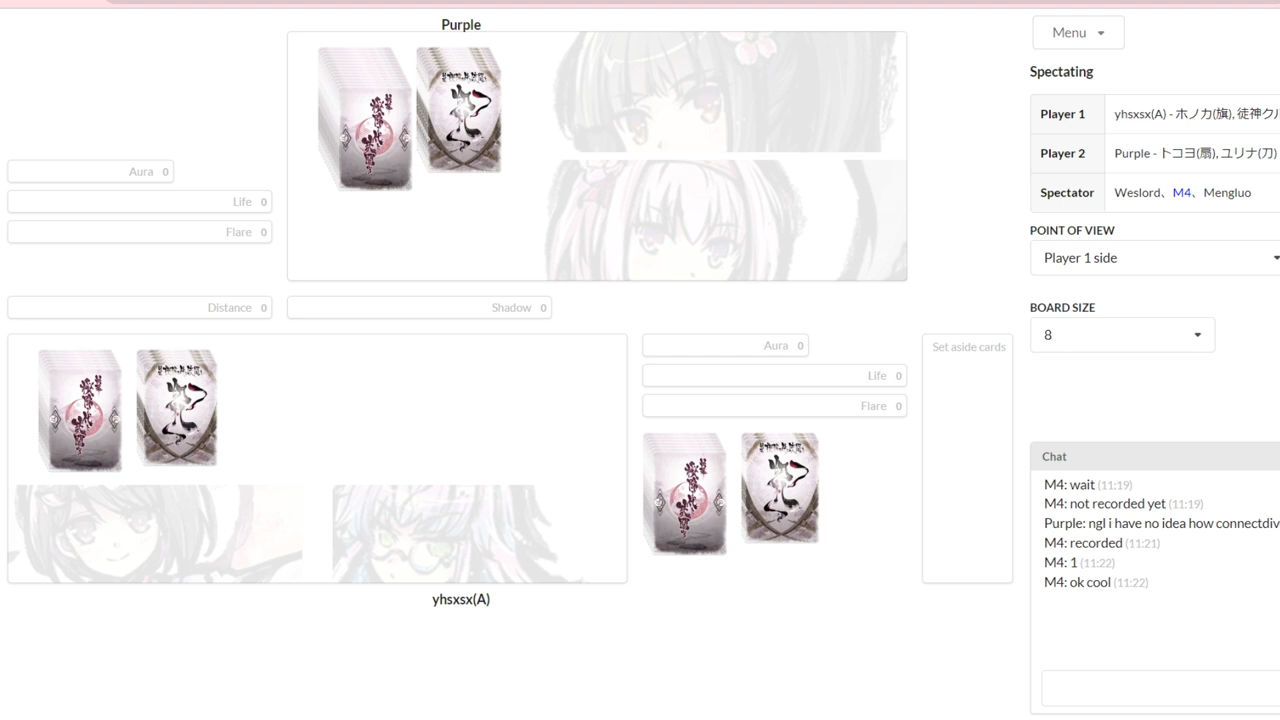 Purple
Menu
Spectating
Player 1 yhsxsx(A) - ホノカ(旗), 徒神ク
Player 2 Purple - トコヨ(扇), ユリナ(刀)
Spectator Weslord、M4、Mengluo
POINT OF VIEW
Player 1 side
BOARD SIZE
8
Aura 0
Life 0
Flare 0
Distance 0
Shadow 0
Aura 0
Life 0
Flare 0
Set aside cards
yhsxsx(A)
Chat
M4: wait (11:19)
M4: not recorded yet (11:19)
Purple: ngl i have no idea how connectdiv
M4: recorded (11:21)
M4: 1 (11:22)
M4: ok cool (11:22)